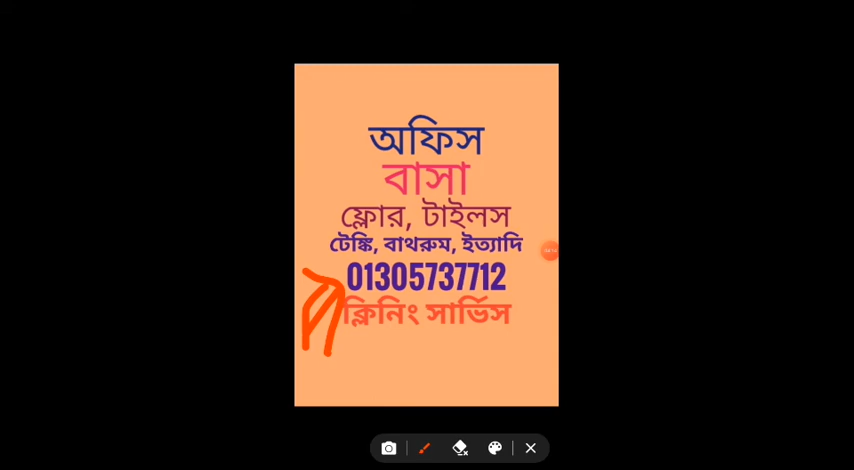 অফিস
বাসা
ফ্লোর, টাইলস
টেঙ্কি, বাথরুম, ইত্যাদি
01305737712
ক্লিনিং সার্ভিস